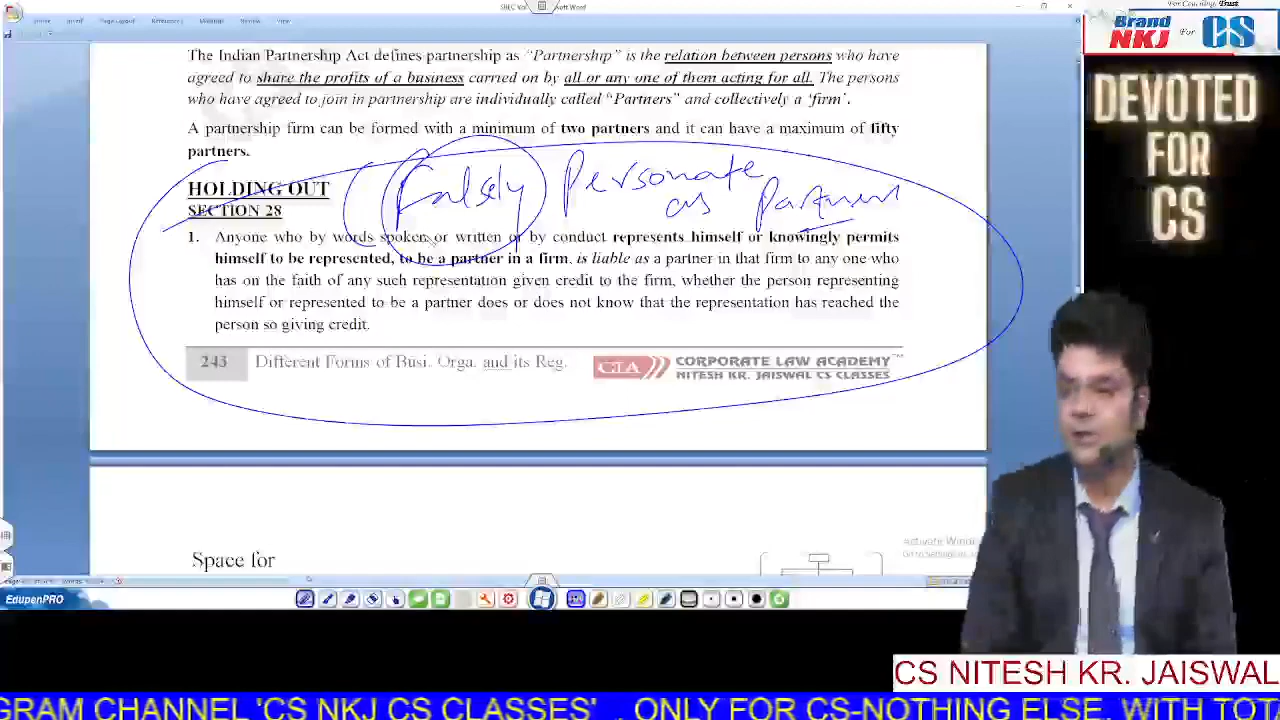 For Coaching, Trust
Brand
NKJ For CS
The Indian Partnership Act defines partnership as "Partnership" is the relation between persons who have
agreed to share the profits of a business carried on by all or any one of them acting for all. The persons
who have agreed to join in partnership are individually called "Partners" and collectively a 'firm'.
A partnership firm can be formed with a minimum of two partners and it can have a maximum of fifty
partners.
HOLDING OUT
Falsely Personate
as partner
SECTION 28
1. Anyone who by words spoken or written or by conduct represents himself or knowingly permits
himself to be represented, to be a partner in a firm, is liable as a partner in that firm to any one who
has on the faith of any such representation given credit to the firm, whether the person representing
himself or represented to be a partner does or does not know that the representation has reached the
person so giving credit.
243 Different Forms of Busi. Orga. and its Reg. CLA CORPORATE LAW ACADEMY
NITESH KR. JAISWAL CS CLASSES
DEVOTED
FOR
CS
Space for
EdupenPRO
CS NITESH KR. JAISWAL
GRAM CHANNEL 'CS NKJ CS CLASSES' , ONLY FOR CS-NOTHING ELSE, WITH TOTA